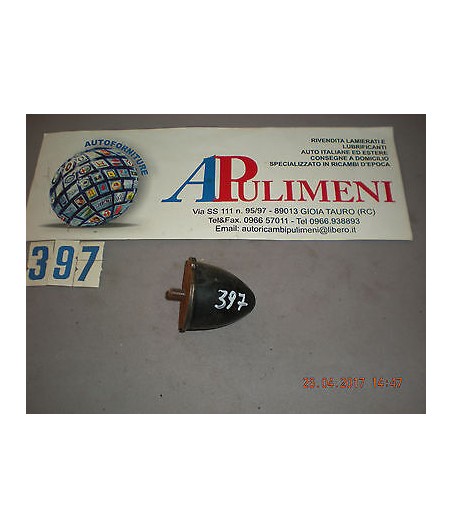 RIVENDITA LAMIERATI E
LUBRIFICANTI
AUTO ITALIANE ED ESTERE
CONSEGNE A DOMICILIO
SPECIALIZZATO IN RICAMBI D'EPOCA
AUTOFORNITURE
APULIMENI
Via SS 111 n. 95/97 - 89013 GIOIA TAURO (RC)
Tel&Fax. 0966 57011 - Tel 0966.938893
Email: autoricambipulimeni@libero.it
397
397
20.04.2017 14:47